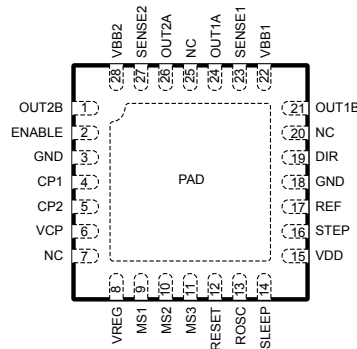 VBB2
SENSE2
OUT2A
NC
OUT1A
SENSE1
VBB1
28
27
26
25
24
23
22
OUT2B 1
ENABLE 2
GND 3
CP1 4
CP2 5
VCP 6
NC 7
PAD
21 OUT1B
20 NC
19 DIR
18 GND
17 REF
16 STEP
15 VDD
8
9
10
11
12
13
14
VREG
MS1
MS2
MS3
RESET
ROSC
SLEEP